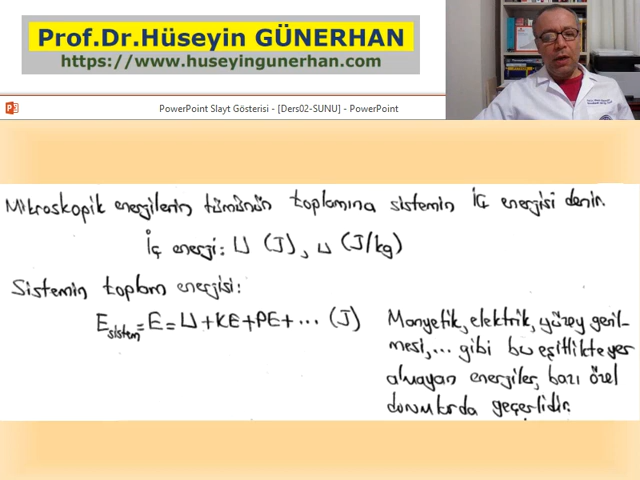 Prof.Dr.Hüseyin GÜNERHAN
https://www.huseyingunerhan.com
PowerPoint Slayt Gösterisi - [Ders02-SUNU] - PowerPoint
Mikroskopik enerjilerin tümünün toplamına sistemin iç enerjisi denir.
İç enerji: U (J), u (J/kg)
Sistemin toplam enerjisi:
Esistem = E = U+KE+PE+ ... (J)
Manyetik, elektrik, yüzey geril-
mesi,... gibi bu eşitlikte yer
almayan enerjiler, bazı özel
durumlarda geçerlidir.